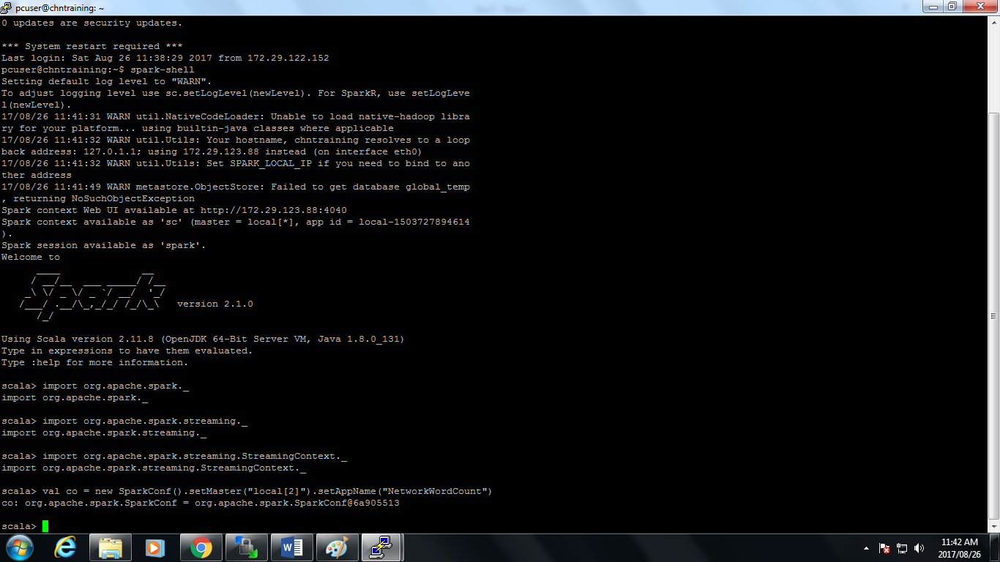 pcuser@chntraining: ~
0 updates are security updates.
*** System restart required ***
Last login: Sat Aug 26 11:38:29 2017 from 172.29.122.152
pcuser@chntraining:~$ spark-shell
Setting default log level to "WARN".
To adjust logging level use sc.setLogLevel(newLevel). For SparkR, use setLogLeve
l(newLevel).
17/08/26 11:41:31 WARN util.NativeCodeLoader: Unable to load native-hadoop libra
ry for your platform... using builtin-java classes where applicable
17/08/26 11:41:32 WARN util.Utils: Your hostname, chntraining resolves to a loop
back address: 127.0.1.1; using 172.29.123.88 instead (on interface eth0)
17/08/26 11:41:32 WARN util.Utils: Set SPARK_LOCAL_IP if you need to bind to ano
ther address
17/08/26 11:41:49 WARN metastore.ObjectStore: Failed to get database global_temp
, returning NoSuchObjectException
Spark context Web UI available at http://172.29.123.88:4040
Spark context available as 'sc' (master = local[*], app id = local-1503727894614
).
Spark session available as 'spark'.
Welcome to
Spark version 2.1.0
Using Scala version 2.11.8 (OpenJDK 64-Bit Server VM, Java 1.8.0_131)
Type in expressions to have them evaluated.
Type :help for more information.
scala> import org.apache.spark._
import org.apache.spark._
scala> import org.apache.spark.streaming._
import org.apache.spark.streaming._
scala> import org.apache.spark.streaming.StreamingContext._
import org.apache.spark.streaming.StreamingContext._
scala> val co = new SparkConf().setMaster("local[2]").setAppName("NetworkWordCount")
co: org.apache.spark.SparkConf = org.apache.spark.SparkConf@6a905513
scala>
11:42 AM
2017/08/26